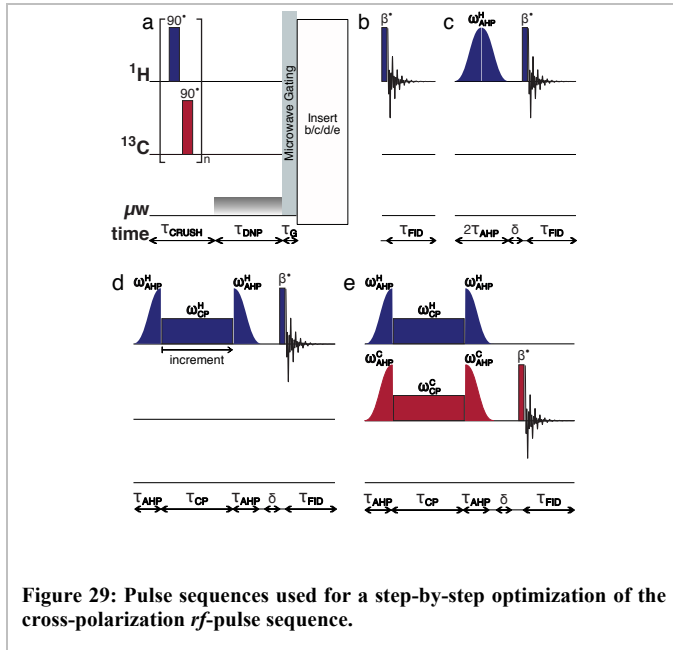 a
90°
¹H
90°
¹³C
n
Microwave Gating
Insert
b/c/d/e
µw
time
τCRUSH
τDNP
τG
b
β°
τFID
c
ωᴴAHP
β°
2τAHP
δ
τFID
d
ωᴴAHP
ωᴴCP
ωᴴAHP
β°
increment
τAHP
τCP
τAHP
δ
τFID
e
ωᴴAHP
ωᴴCP
ωᴴAHP
ωᶜAHP
ωᶜCP
ωᶜAHP
β°
τAHP
τCP
τAHP
δ
τFID
Figure 29: Pulse sequences used for a step-by-step optimization of the
cross-polarization rf-pulse sequence.